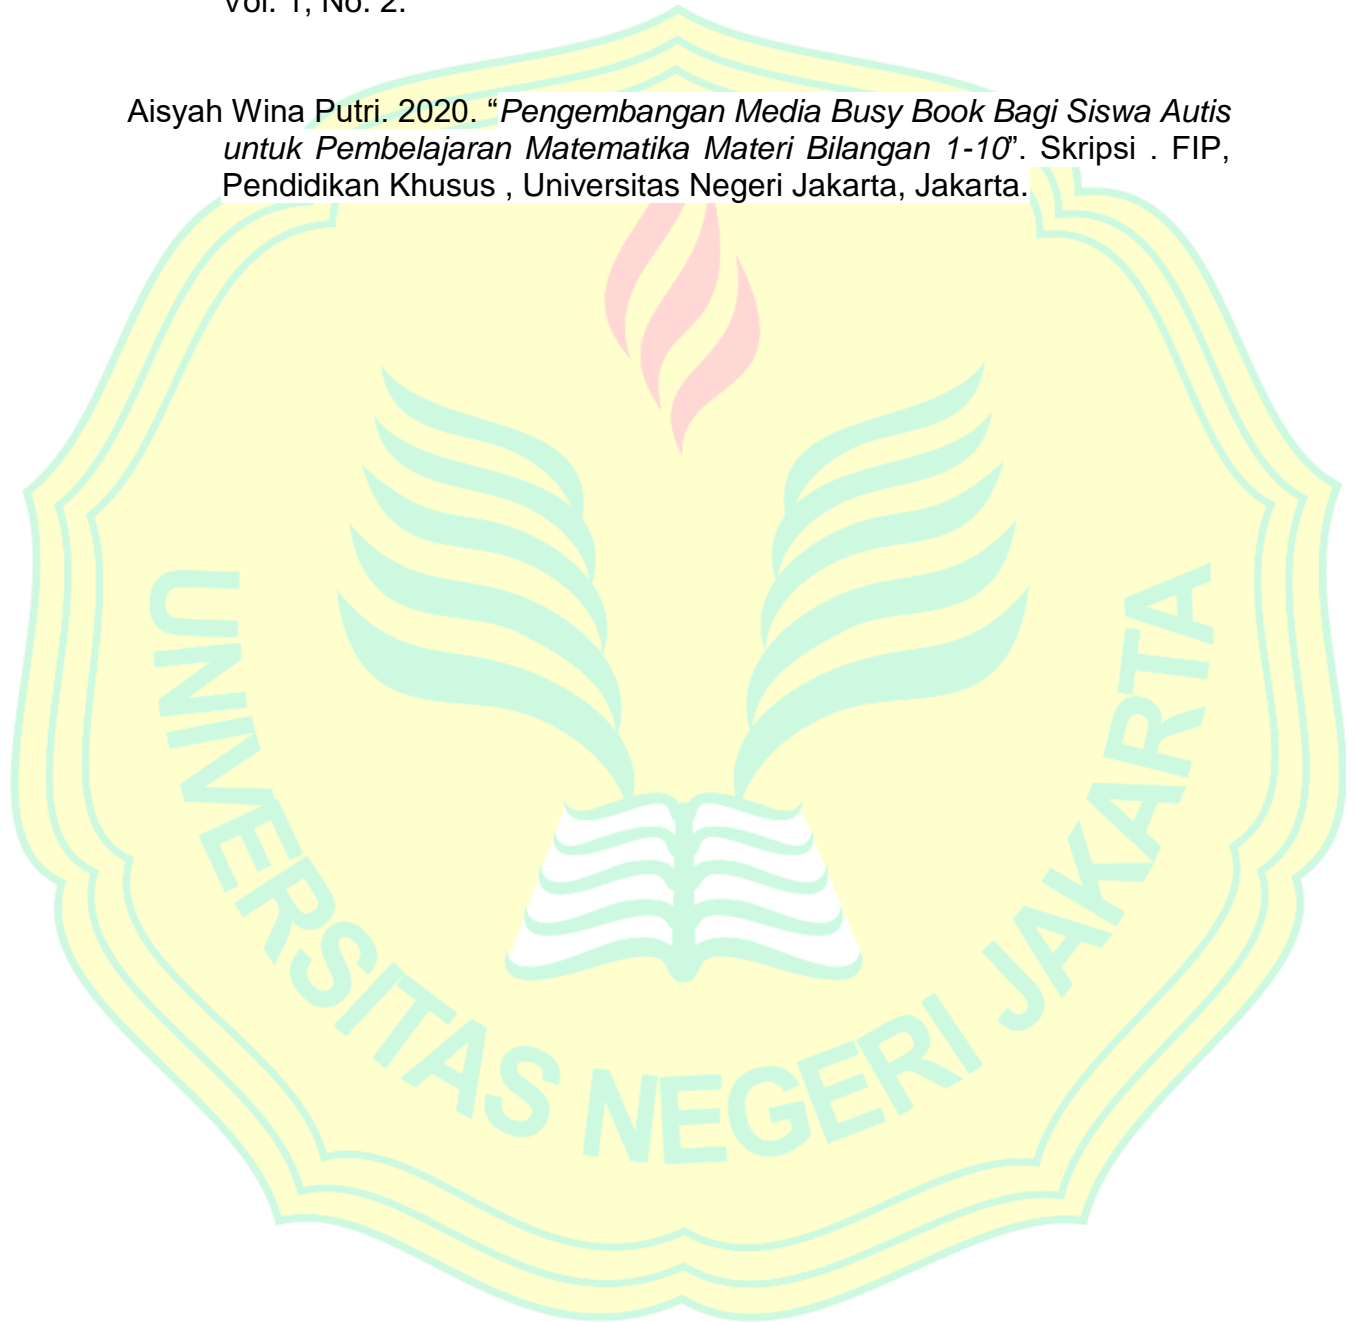 Vol. 1, No. 2.
Aisyah Wina Putri. 2020. “Pengembangan Media Busy Book Bagi Siswa Autis
untuk Pembelajaran Matematika Materi Bilangan 1-10”. Skripsi . FIP,
Pendidikan Khusus , Universitas Negeri Jakarta, Jakarta.
UNIVERSITAS NEGERI JAKARTA